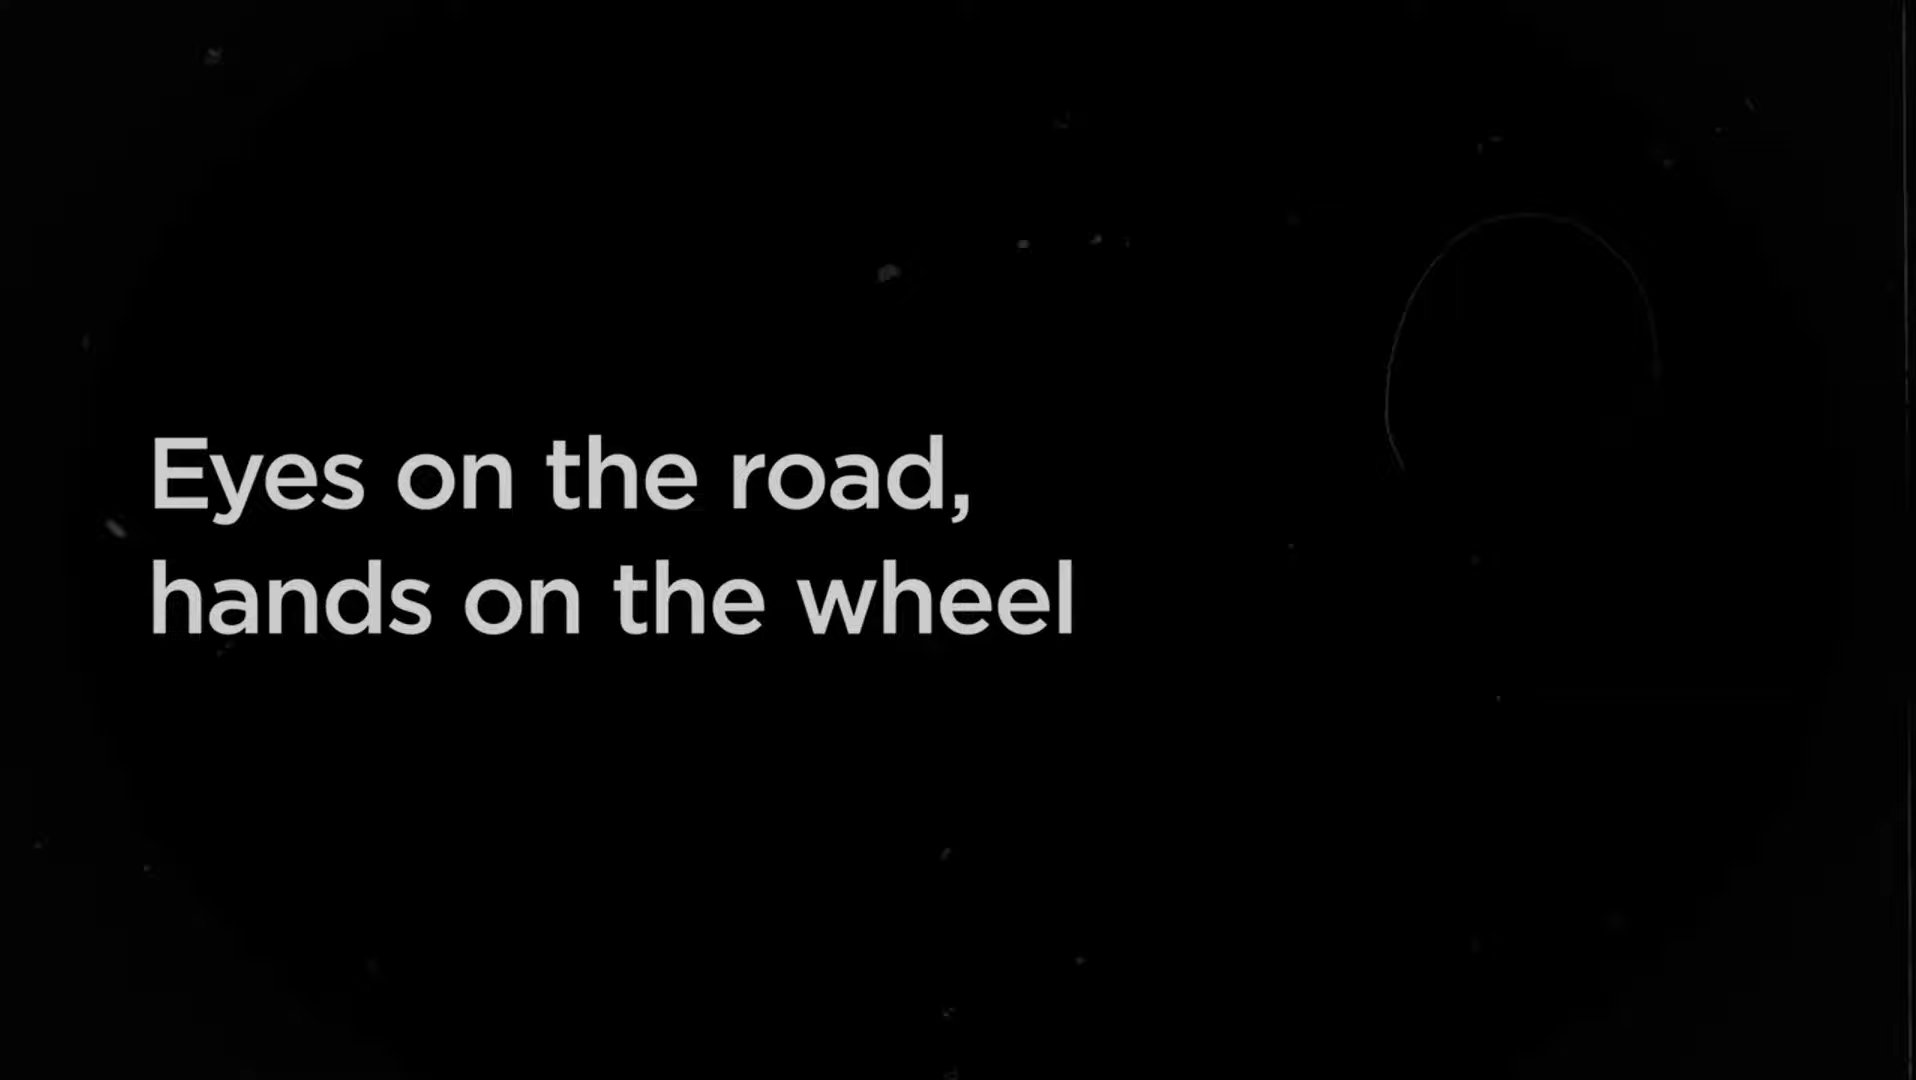 Eyes on the road,
hands on the wheel